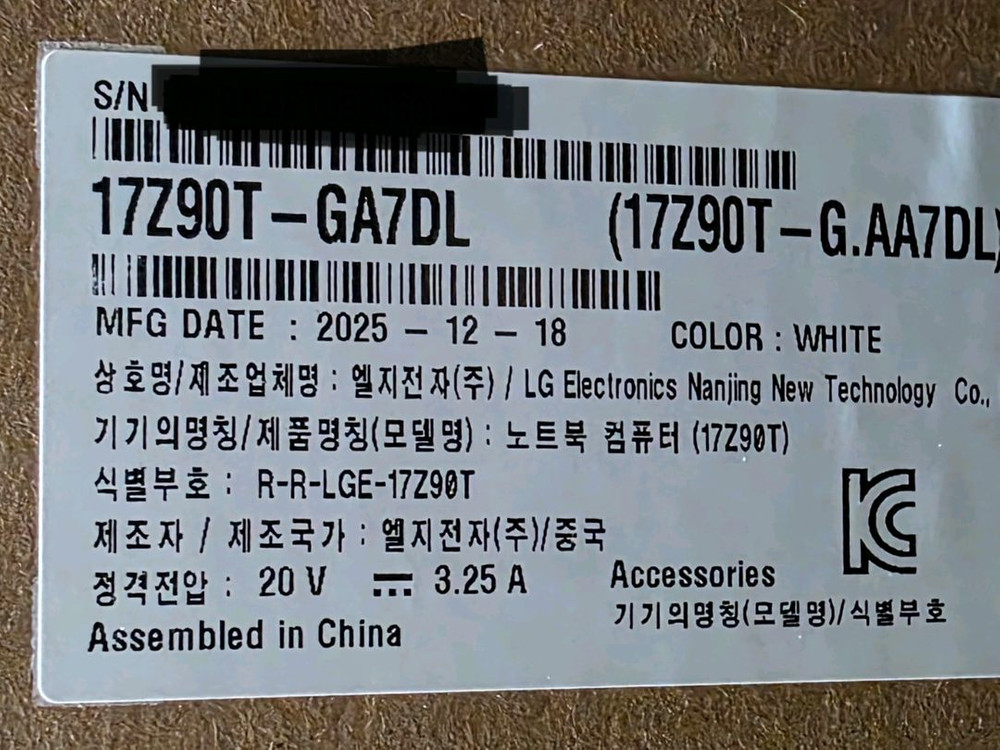 S/N
17Z90T-GA7DL (17Z90T-G.AA7DL)
MFG DATE : 2025 - 12 - 18 COLOR : WHITE
상호명/제조업체명 : 엘지전자(주) / LG Electronics Nanjing New Technology Co.,
기기의명칭/제품명칭(모델명) : 노트북 컴퓨터 (17Z90T)
식별부호 : R-R-LGE-17Z90T
제조자 / 제조국가 : 엘지전자(주)/중국
정격전압 : 20 V ⎓ 3.25 A
Accessories
기기의명칭(모델명)/식별부호
Assembled in China
KC